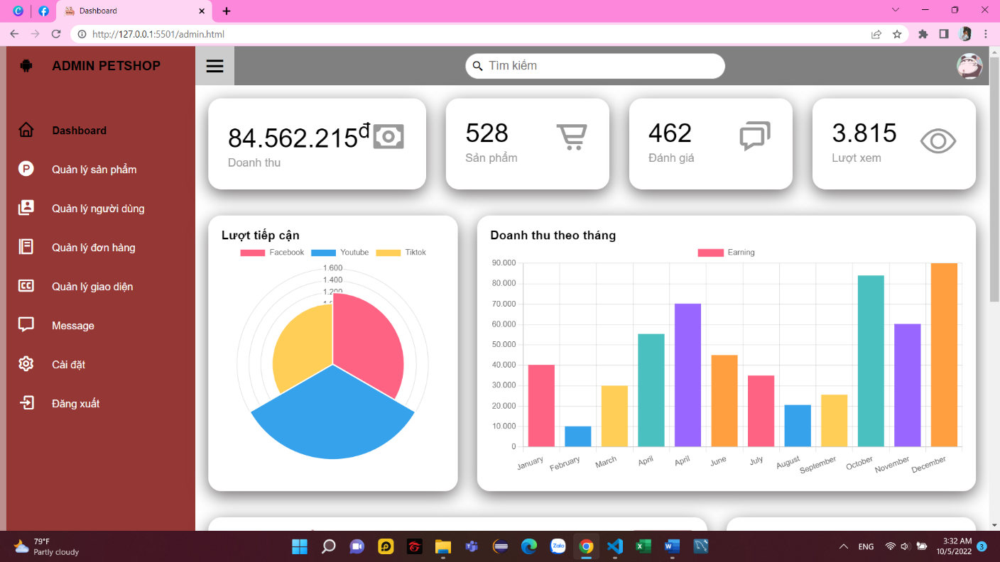 Dashboard
http://127.0.0.1:5501/admin.html
ADMIN PETSHOP
Tìm kiếm
Dashboard
Quản lý sản phẩm
Quản lý người dùng
Quản lý đơn hàng
Quản lý giao diện
Message
Cài đặt
Đăng xuất
84.562.215đ
Doanh thu
528
Sản phẩm
462
Đánh giá
3.815
Lượt xem
Lượt tiếp cận
Facebook Youtube Tiktok
1.600
1.400
1.200
Doanh thu theo tháng
Earning
90.000
80.000
70.000
60.000
50.000
40.000
30.000
20.000
10.000
0
January February March April April June July August September October November December
79°F
Partly cloudy
Zalo
ENG
3:32 AM
10/5/2022
3